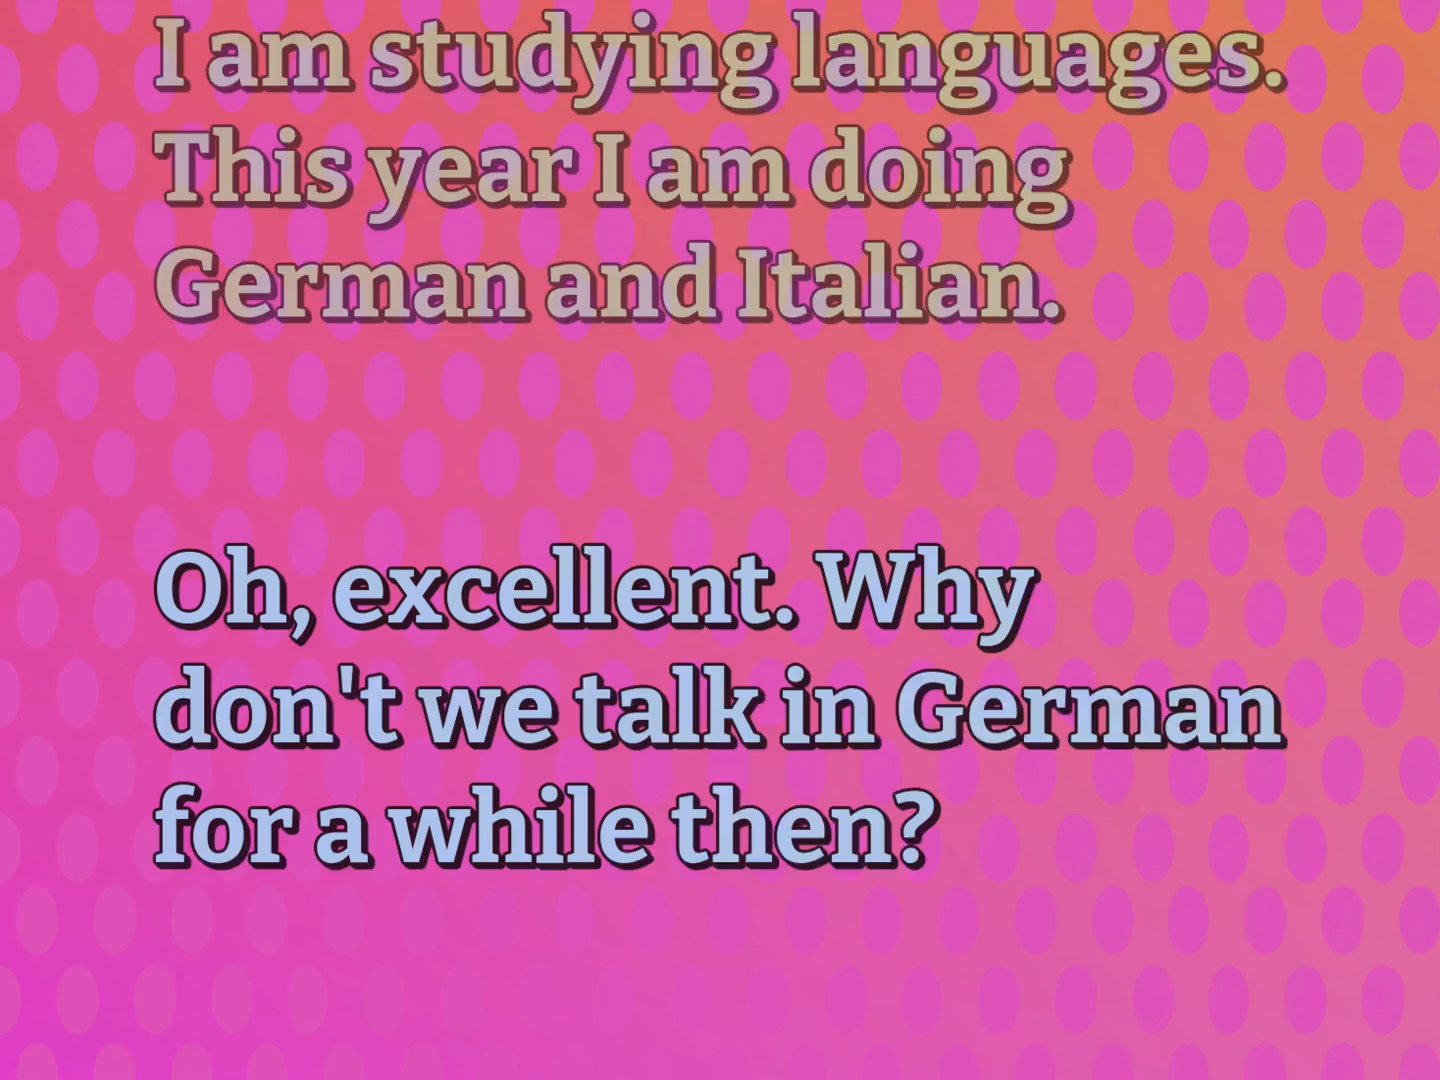 I am studying languages.
This year I am doing
German and Italian.
Oh, excellent. Why
don't we talk in German
for a while then?